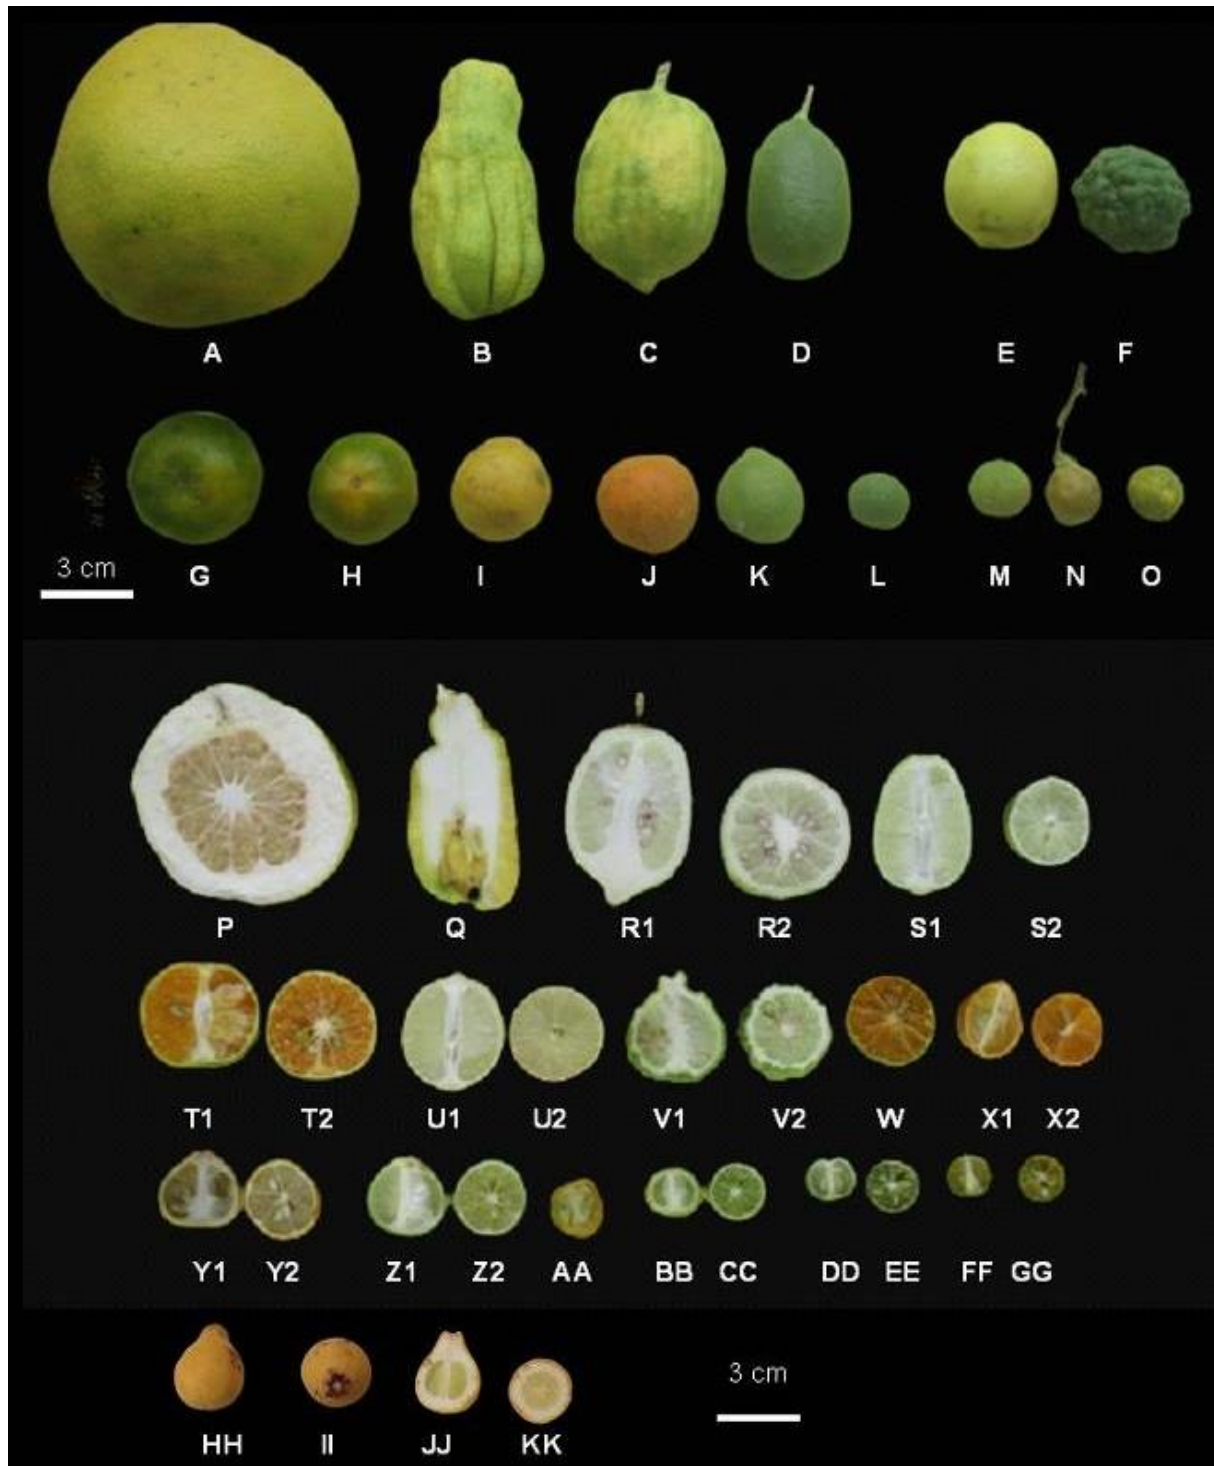 A B C D E F
3 cm
G H I J K L M N O
P Q R1 R2 S1 S2
T1 T2 U1 U2 V1 V2 W X1 X2
Y1 Y2 Z1 Z2 AA BB CC DD EE FF GG
3 cm
HH II JJ KK